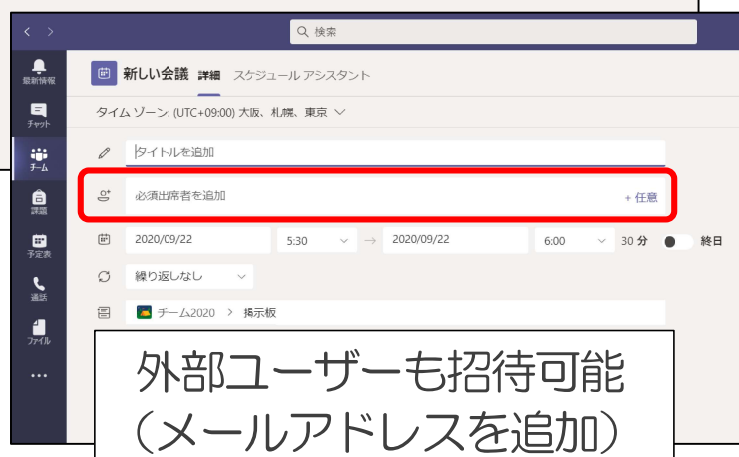 検索
最新情報
チャット
チーム
課題
予定表
通話
ファイル
新しい会議 詳細 スケジュール アシスタント
タイム ゾーン: (UTC+09:00) 大阪、札幌、東京
タイトルを追加
必須出席者を追加 + 任意
2020/09/22 5:30 → 2020/09/22 6:00 30 分 終日
繰り返しなし
チーム2020 > 掲示板
外部ユーザーも招待可能
(メールアドレスを追加)